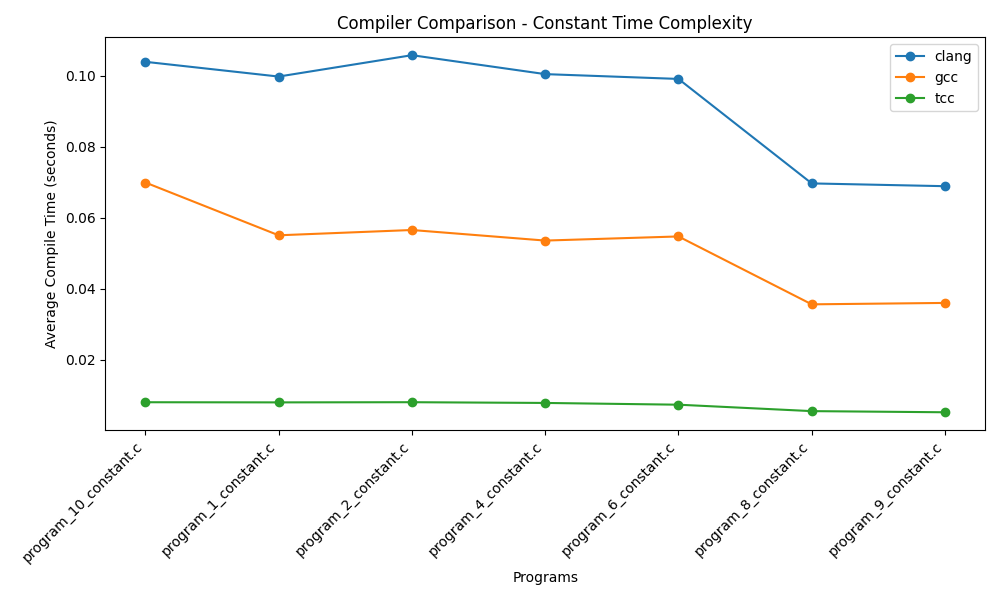 Compiler Comparison - Constant Time Complexity
clang
gcc
tcc
Average Compile Time (seconds)
0.10
0.08
0.06
0.04
0.02
program_10_constant.c
program_1_constant.c
program_2_constant.c
program_4_constant.c
program_6_constant.c
program_8_constant.c
program_9_constant.c
Programs